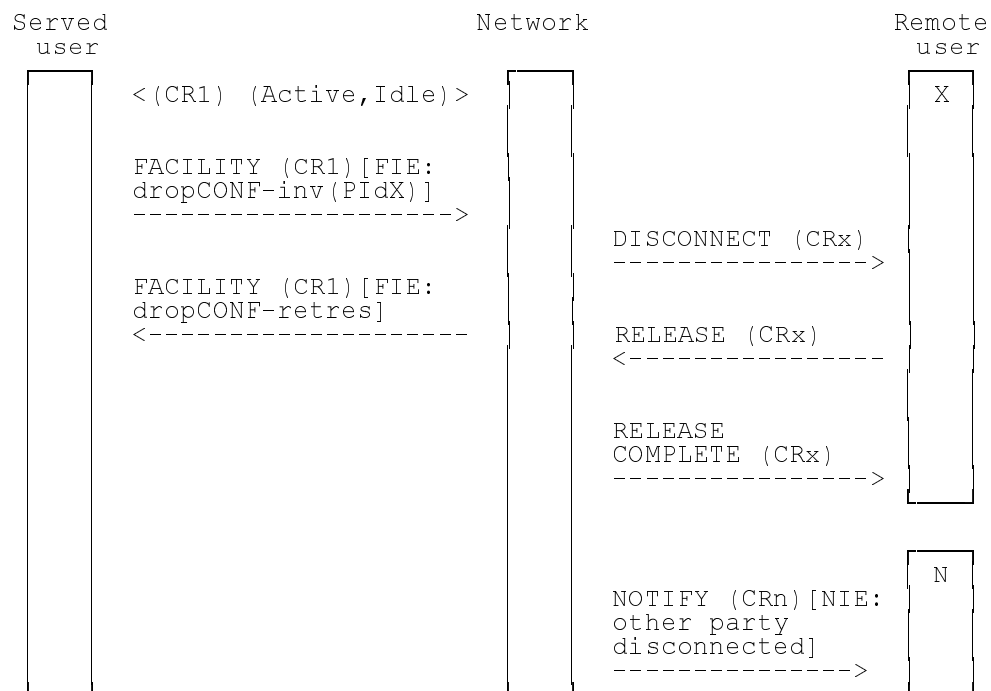 Served Network Remote
user user
<(CR1) (Active,Idle)> X
FACILITY (CR1)[FIE:
dropCONF-inv(PIdX)]
-------------------->
DISCONNECT (CRx)
---------------->
FACILITY (CR1)[FIE:
dropCONF-retres]
<--------------------
RELEASE (CRx)
<----------------
RELEASE
COMPLETE (CRx)
---------------->
N
NOTIFY (CRn)[NIE:
other party
disconnected]
--------------->